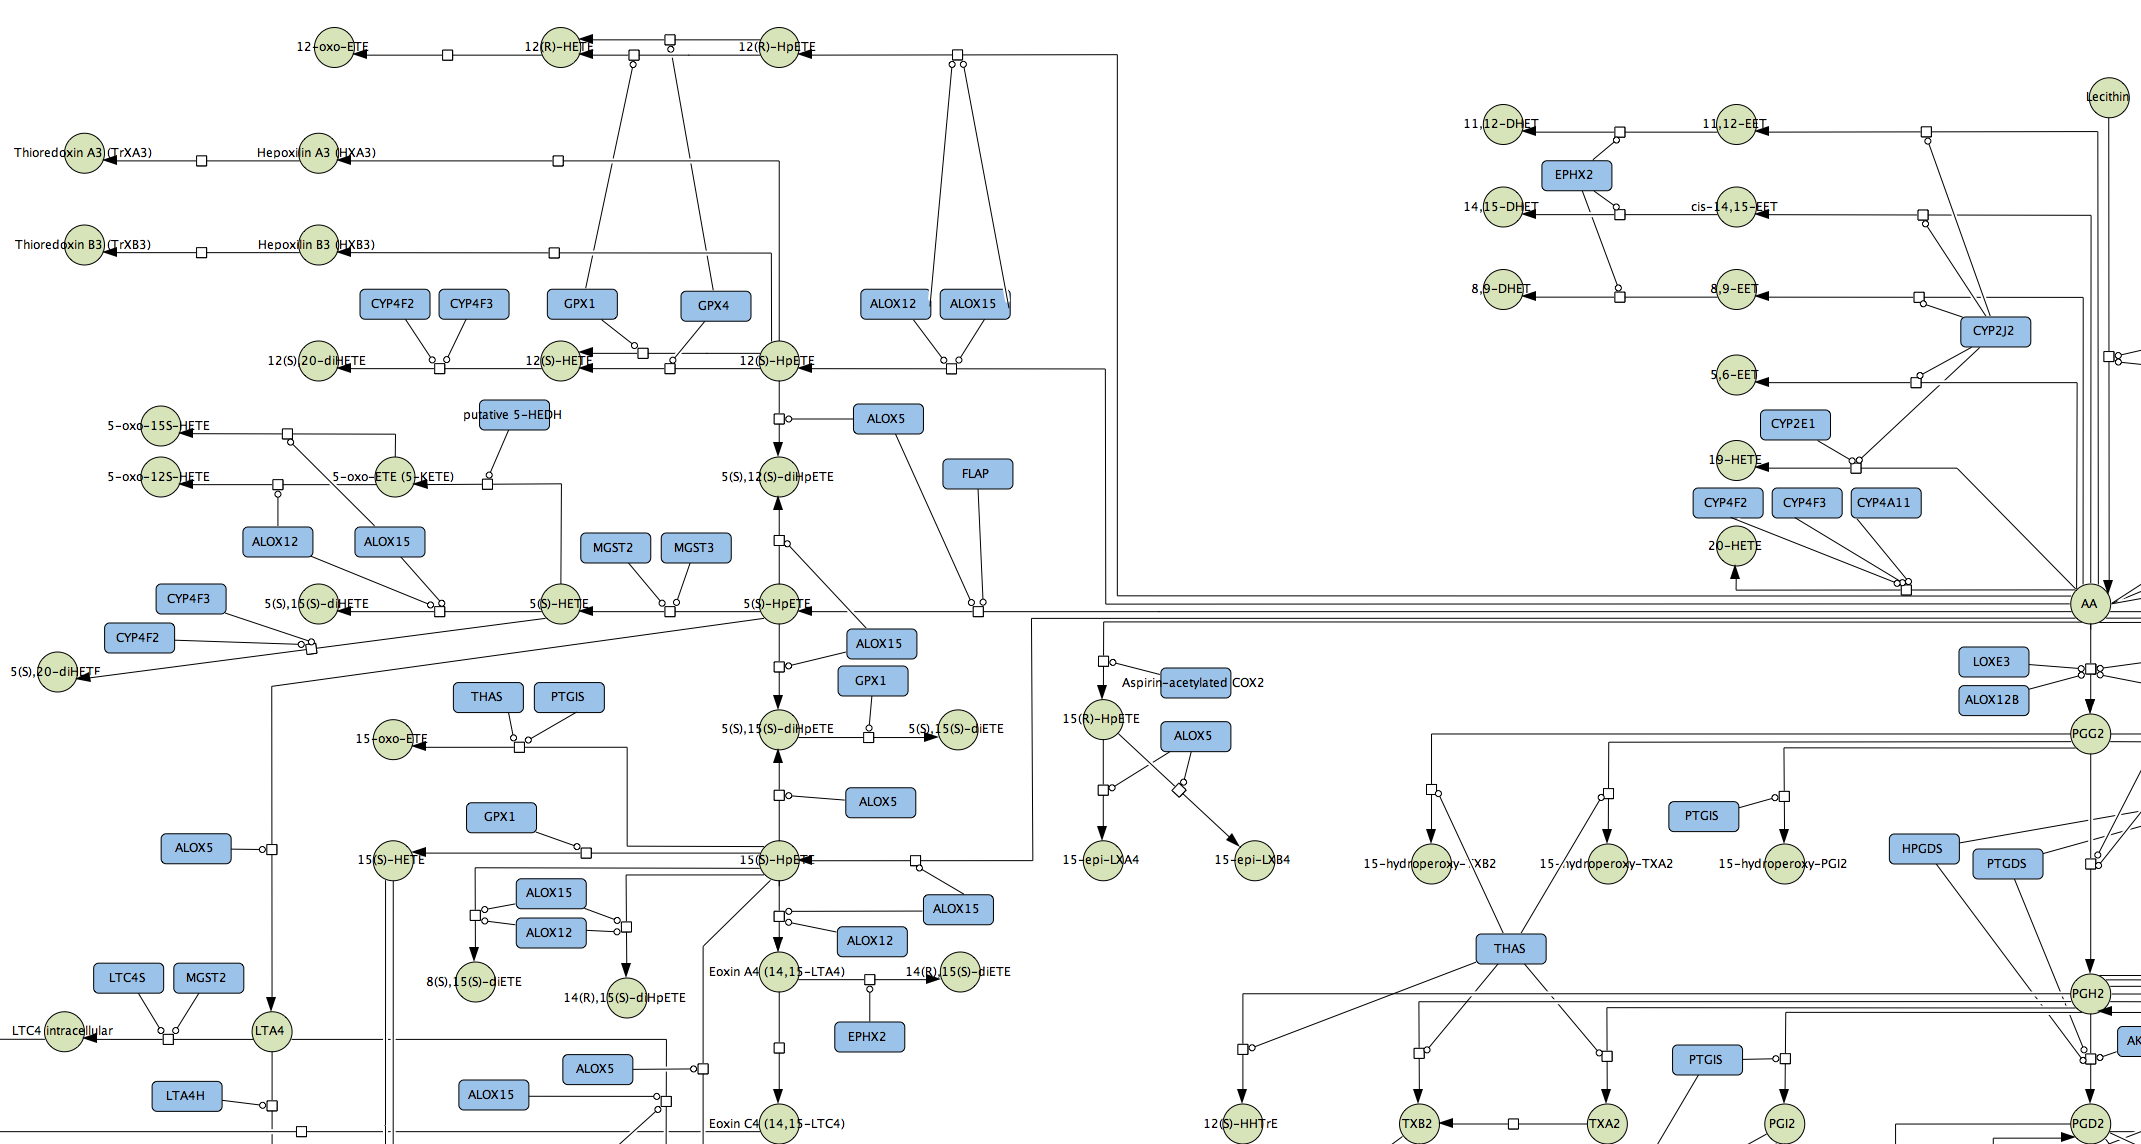 12-oxo-ETE
12(R)-HETE
12(R)-HpETE
Lecithin
11,12-DHET
11,12-EET
Thioredoxin A3 (TrXA3)
Hepoxilin A3 (HXA3)
EPHX2
14,15-DHET
cis-14,15-EET
Thioredoxin B3 (TrXB3)
Hepoxilin B3 (HXB3)
8,9-DHET
8,9-EET
CYP4F2
CYP4F3
GPX1
GPX4
ALOX12
ALOX15
CYP2J2
12(S),20-diHETE
12(S)-HETE
12(S)-HpETE
5,6-EET
putative 5-HEDH
ALOX5
CYP2E1
5-oxo-15S-HETE
19-HETE
5-oxo-12S-HETE
5-oxo-ETE (5-KETE)
5(S),12(S)-diHpETE
FLAP
CYP4F2
CYP4F3
CYP4A11
ALOX12
ALOX15
MGST2
MGST3
20-HETE
CYP4F3
5(S),15(S)-diHETE
5(S)-HETE
5(S)-HpETE
AA
CYP4F2
ALOX15
LOXE3
5(S),20-diHETE
GPX1
Aspirin-acetylated COX2
THAS
PTGIS
ALOX12B
15-oxo-ETE
5(S),15(S)-diHpETE
5(S),15(S)-diETE
15(R)-HpETE
ALOX5
PGG2
ALOX5
GPX1
PTGIS
ALOX5
15(S)-HETE
15(S)-HpETE
15-epi-LXA4
15-epi-LXB4
15-hydroperoxy-TXB2
15-hydroperoxy-TXA2
15-hydroperoxy-PGI2
HPGDS
PTGDS
ALOX15
ALOX15
ALOX12
ALOX12
THAS
LTC4S
MGST2
8(S),15(S)-diETE
14(R),15(S)-diHpETE
Eoxin A4 (14,15-LTA4)
14(R),15(S)-diETE
PGH2
LTC4 intracellular
LTA4
EPHX2
AK
ALOX5
PTGIS
LTA4H
ALOX15
Eoxin C4 (14,15-LTC4)
12(S)-HHTrE
TXB2
TXA2
PGI2
PGD2